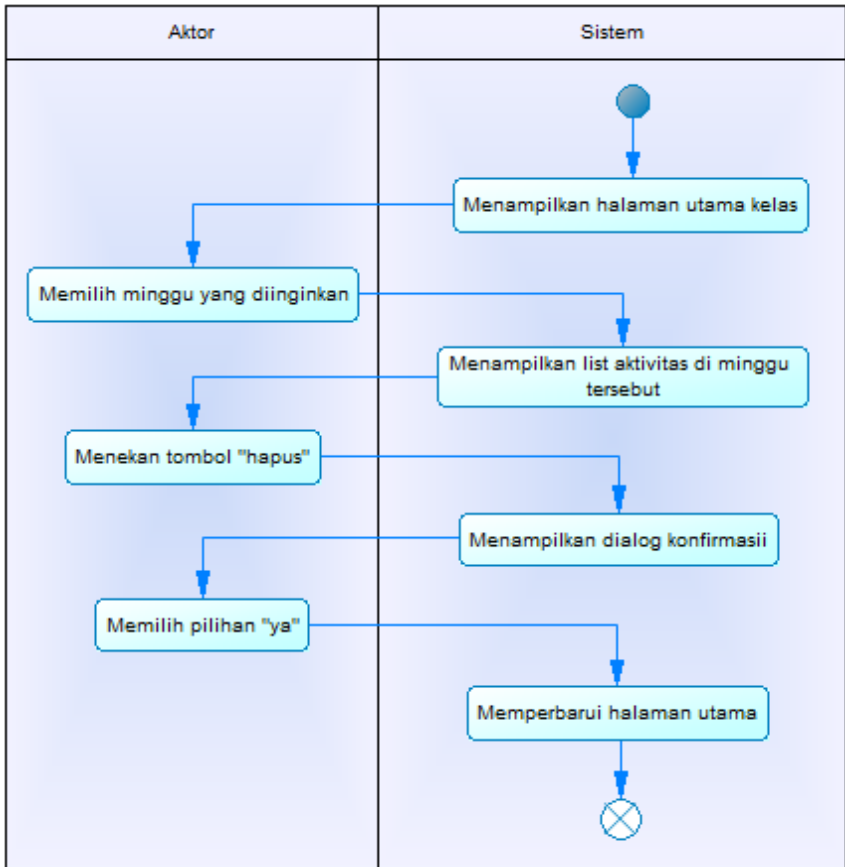 Aktor
Sistem
Menampilkan halaman utama kelas
Memilih minggu yang diinginkan
Menampilkan list aktivitas di minggu
tersebut
Menekan tombol "hapus"
Menampilkan dialog konfirmasii
Memilih pilihan "ya"
Memperbarui halaman utama